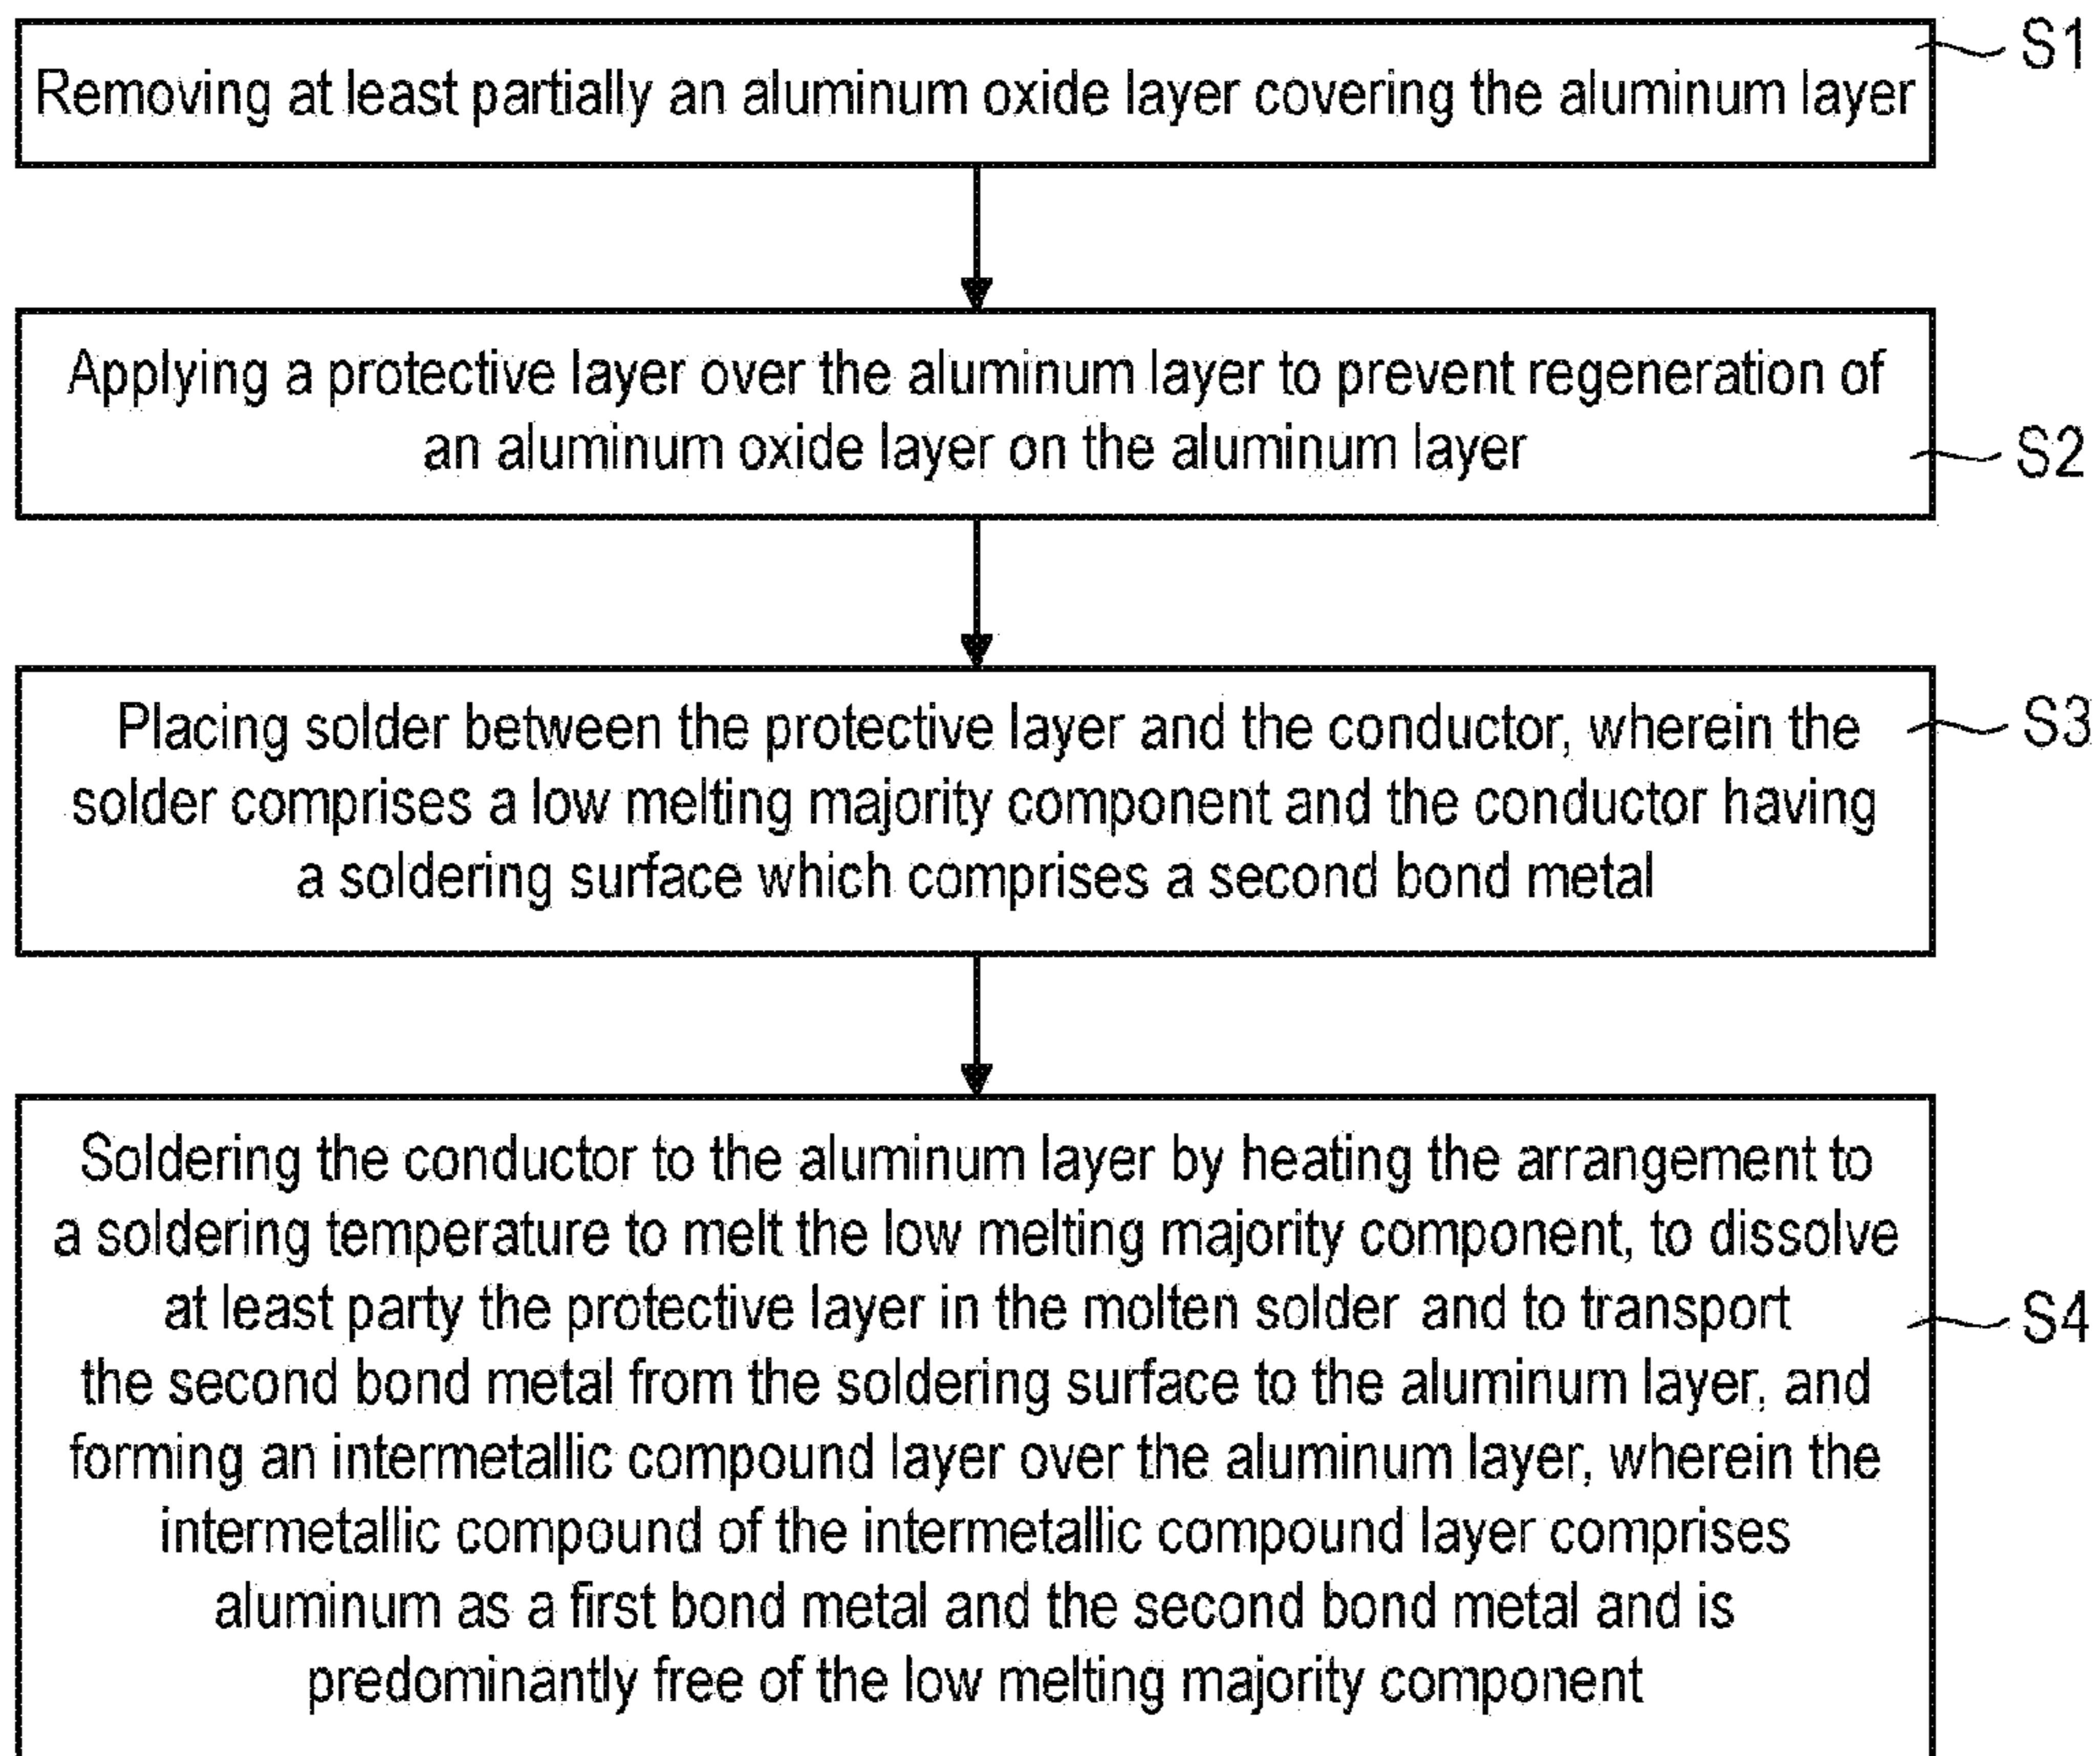 Removing at least partially an aluminum oxide layer covering the aluminum layer
S1
Applying a protective layer over the aluminum layer to prevent regeneration of
an aluminum oxide layer on the aluminum layer
S2
Placing solder between the protective layer and the conductor, wherein the
solder comprises a low melting majority component and the conductor having
a soldering surface which comprises a second bond metal
S3
Soldering the conductor to the aluminum layer by heating the arrangement to
a soldering temperature to melt the low melting majority component, to dissolve
at least party the protective layer in the molten solder and to transport
the second bond metal from the soldering surface to the aluminum layer, and
forming an intermetallic compound layer over the aluminum layer, wherein the
intermetallic compound of the intermetallic compound layer comprises
aluminum as a first bond metal and the second bond metal and is
predominantly free of the low melting majority component
S4